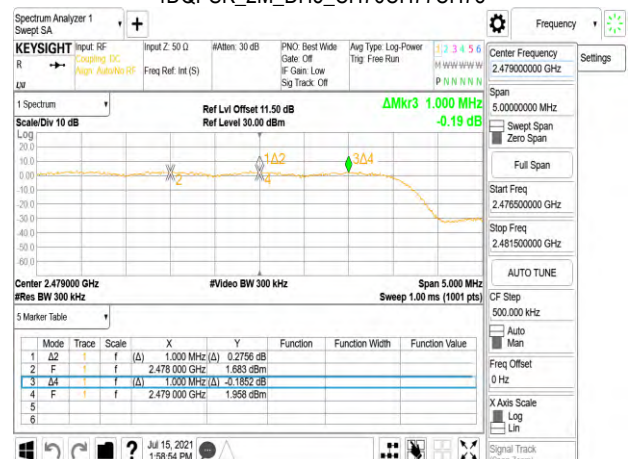 Spectrum Analyzer 1
Swept SA
Frequency
KEYSIGHT
Input: RF
Coupling: DC
Align: Auto/No RF
R
LXI
Input Z: 50 Ω
Freq Ref: Int (S)
#Atten: 30 dB
PNO: Best Wide
Gate: Off
IF Gain: Low
Sig Track: Off
Avg Type: Log-Power
Trig: Free Run
1 2 3 4 5 6
M W W W W W
P N N N N N
Center Frequency
2.479000000 GHz
Settings
Span
5.00000000 MHz
Swept Span
Zero Span
Full Span
Start Freq
2.476500000 GHz
Stop Freq
2.481500000 GHz
AUTO TUNE
CF Step
500.000 kHz
Auto
Man
Freq Offset
0 Hz
X Axis Scale
Log
Lin
Signal Track
1 Spectrum
Scale/Div 10 dB
Ref Lvl Offset 11.50 dB
Ref Level 30.00 dBm
ΔMkr3 1.000 MHz
-0.19 dB
Log
20.0
10.0
0.00
-10.0
-20.0
-30.0
-40.0
-50.0
-60.0
2
1Δ2
4
3Δ4
Center 2.479000 GHz
#Res BW 300 kHz
#Video BW 300 kHz
Span 5.000 MHz
Sweep 1.00 ms (1001 pts)
5 Marker Table
Mode Trace Scale X Y Function Function Width Function Value
1 Δ2 1 f (Δ) 1.000 MHz (Δ) 0.2756 dB
2 F 1 f 2.478 000 GHz 1.683 dBm
3 Δ4 1 f (Δ) 1.000 MHz (Δ) -0.1852 dB
4 F 1 f 2.479 000 GHz 1.958 dBm
5
6
Jul 15, 2021
1:58:54 PM